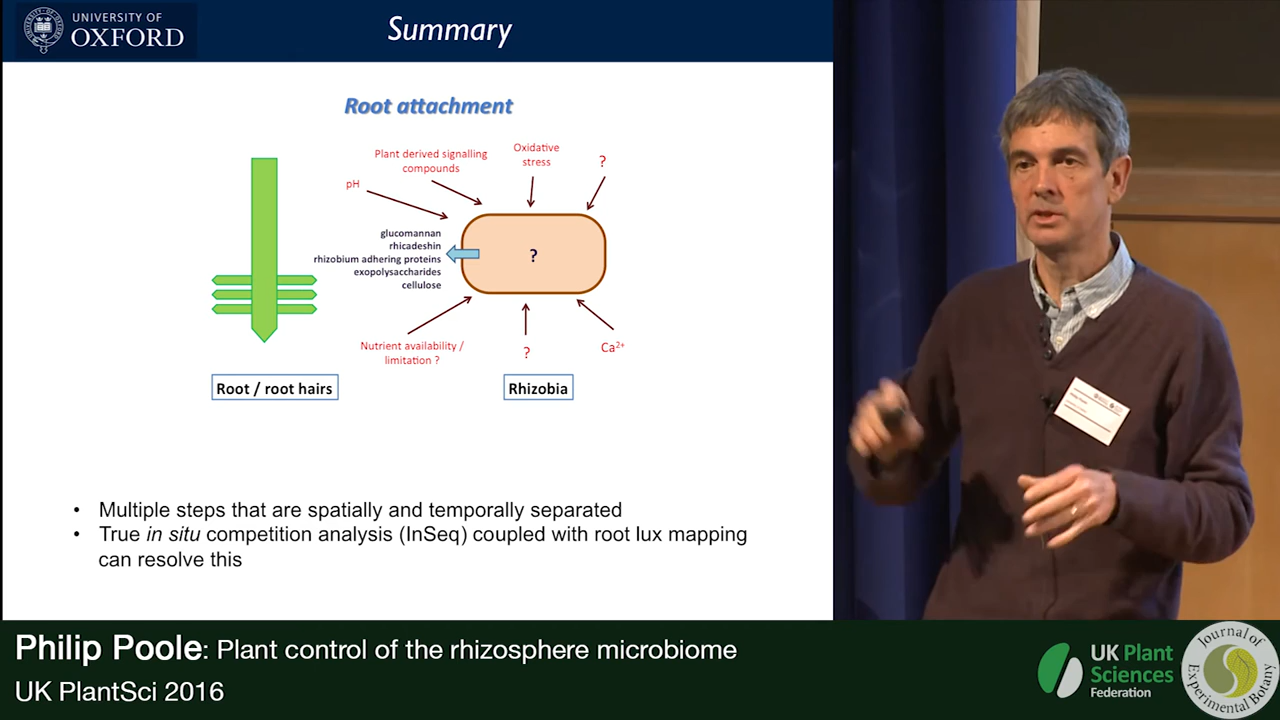 UNIVERSITY OF
OXFORD
Summary
Root attachment
Plant derived signalling
compounds
Oxidative
stress
?
pH
glucomannan
rhicadeshin
rhizobium adhering proteins
exopolysaccharides
cellulose
?
Nutrient availability /
limitation ?
?
Ca²⁺
Root / root hairs
Rhizobia
• Multiple steps that are spatially and temporally separated
• True in situ competition analysis (InSeq) coupled with root lux mapping
can resolve this
Philip Poole: Plant control of the rhizosphere microbiome
UK PlantSci 2016
UK Plant
Sciences
Federation
Journal of
Experimental Botany